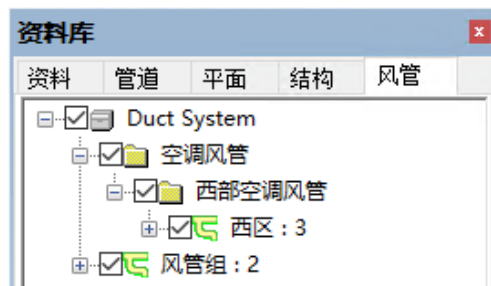 资料库
资料 管道 平面 结构 风管
Duct System
空调风管
西部空调风管
西区 : 3
风管组 : 2